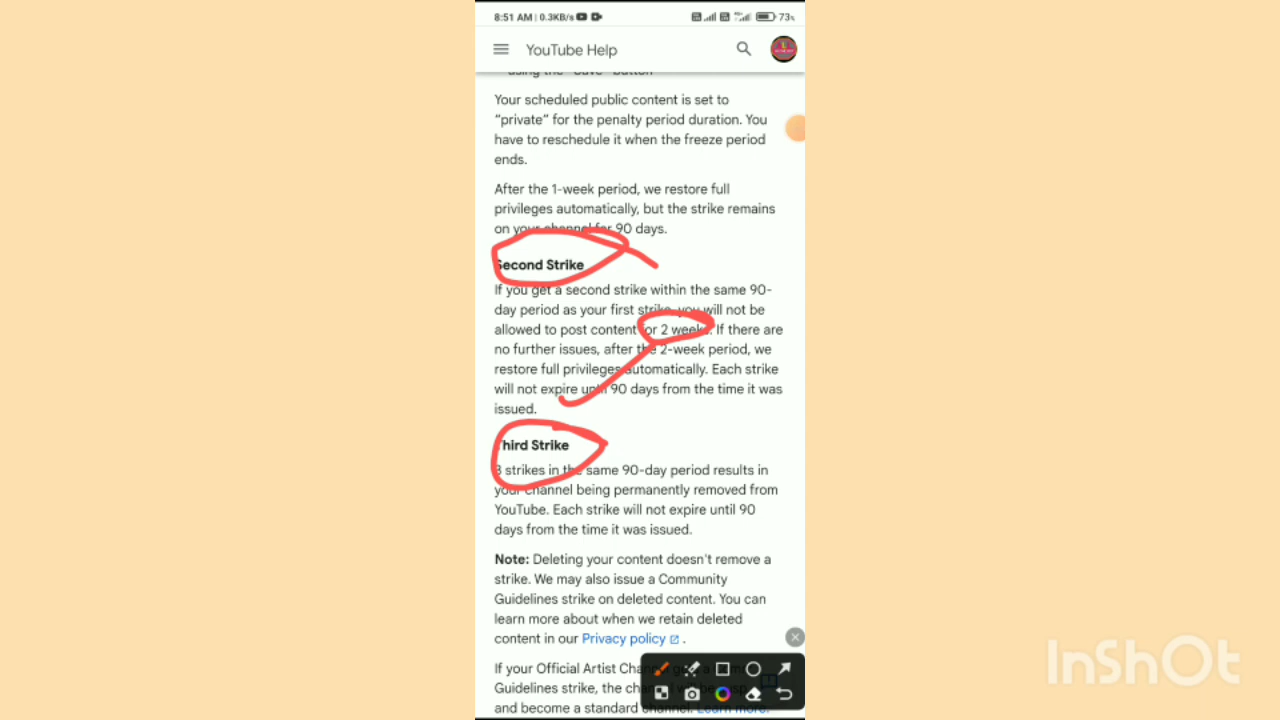 8:51 AM | 0.3KB/s
73%
YouTube Help
using the "Save" button
Your scheduled public content is set to
"private" for the penalty period duration. You
have to reschedule it when the freeze period
ends.
After the 1-week period, we restore full
privileges automatically, but the strike remains
on your channel for 90 days.
Second Strike
If you get a second strike within the same 90-
day period as your first strike, you will not be
allowed to post content for 2 weeks. If there are
no further issues, after the 2-week period, we
restore full privileges automatically. Each strike
will not expire until 90 days from the time it was
issued.
Third Strike
3 strikes in the same 90-day period results in
your channel being permanently removed from
YouTube. Each strike will not expire until 90
days from the time it was issued.
Note: Deleting your content doesn't remove a
strike. We may also issue a Community
Guidelines strike on deleted content. You can
learn more about when we retain deleted
content in our Privacy policy .
If your Official Artist Channel
Guidelines strike, the
and become a standard channel. Learn more.
InShOt